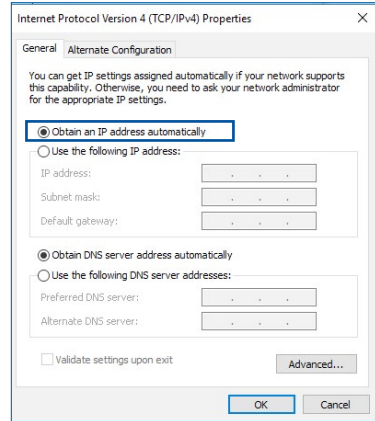 Internet Protocol Version 4 (TCP/IPv4) Properties
General
Alternate Configuration
You can get IP settings assigned automatically if your network supports
this capability. Otherwise, you need to ask your network administrator
for the appropriate IP settings.
Obtain an IP address automatically
Use the following IP address:
IP address:
Subnet mask:
Default gateway:
Obtain DNS server address automatically
Use the following DNS server addresses:
Preferred DNS server:
Alternate DNS server:
Validate settings upon exit
Advanced...
OK
Cancel